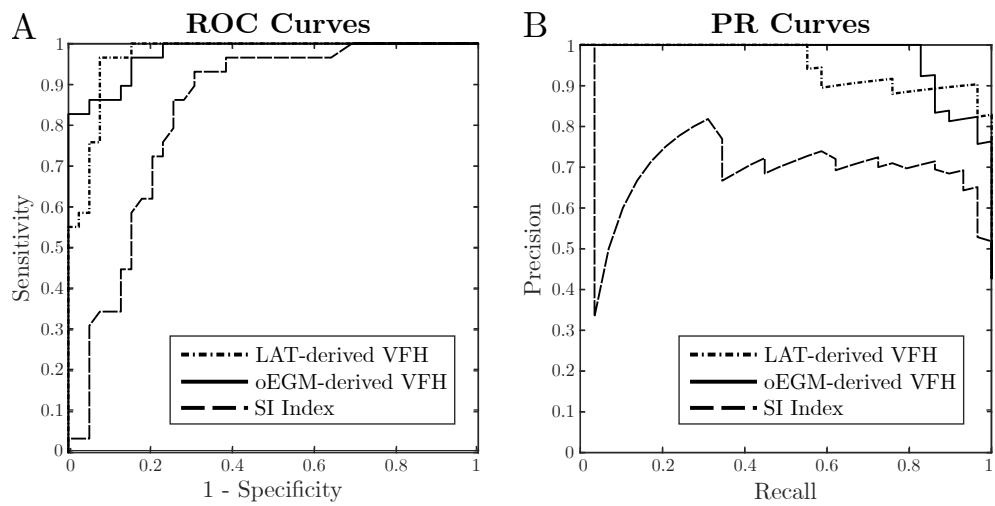 A
ROC Curves
1
0.9
0.8
0.7
0.6
0.5
0.4
0.3
0.2
0.1
0
Sensitivity
LAT-derived VFH
oEGM-derived VFH
SI Index
0
0.2
0.4
0.6
0.8
1
1 - Specificity
B
PR Curves
1
0.9
0.8
0.7
0.6
0.5
0.4
0.3
0.2
0.1
0
Precision
LAT-derived VFH
oEGM-derived VFH
SI Index
0
0.2
0.4
0.6
0.8
1
Recall